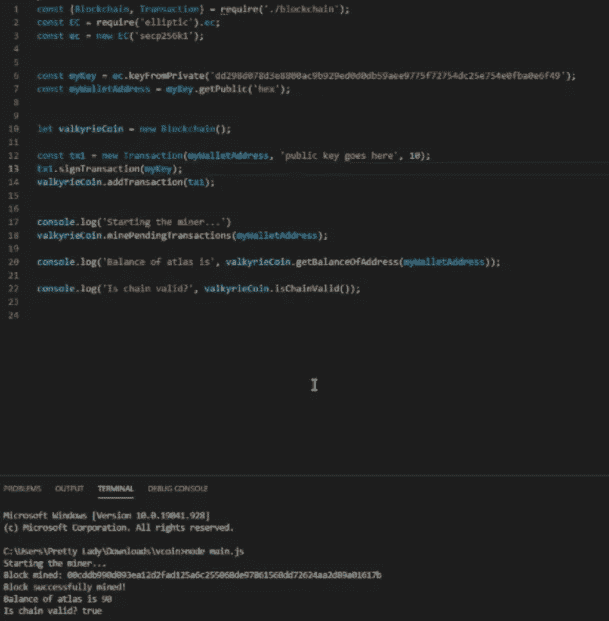 1 const {Blockchain, Transaction} = require('./blockchain');
2 const EC = require('elliptic').ec;
3 const ec = new EC('secp256k1');
4
5
6 const myKey = ec.keyFromPrivate('dd298d078d3e8800ac9b929ed0d0db59aee9775f72754dc25e754e0fba0e6f49');
7 const myWalletAddress = myKey.getPublic('hex');
8
9
10 let valkyrieCoin = new Blockchain();
11
12 const tx1 = new Transaction(myWalletAddress, 'public key goes here', 10);
13 tx1.signTransaction(myKey);
14 valkyrieCoin.addTransaction(tx1);
15
16
17 console.log('Starting the miner...')
18 valkyrieCoin.minePendingTransactions(myWalletAddress);
19
20 console.log('Balance of atlas is', valkyrieCoin.getBalanceOfAddress(myWalletAddress));
21
22 console.log('Is chain valid?', valkyrieCoin.isChainValid());
23
24
PROBLEMS OUTPUT TERMINAL DEBUG CONSOLE
Microsoft Windows [Version 10.0.19041.928]
(c) Microsoft Corporation. All rights reserved.
C:\Users\Pretty Lady\Downloads\vcoin>node main.js
Starting the miner...
Block mined: 00cddb990d093ea12d2fad125a6c255068de97861560dd72624aa2d89a01617b
Block successfully mined!
Balance of atlas is 90
Is chain valid? true